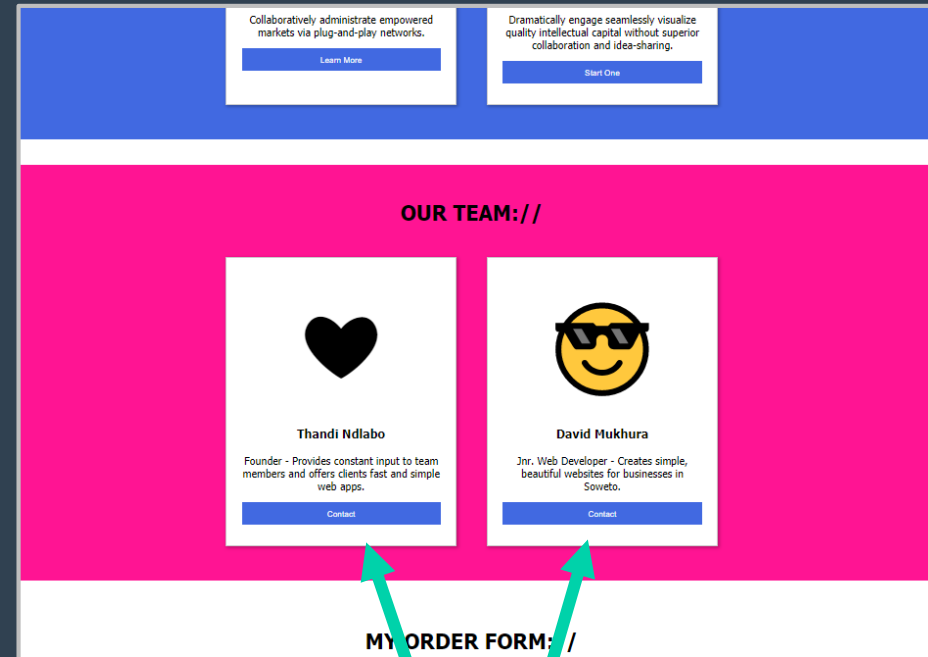 Collaboratively administrate empowered
markets via plug-and-play networks.
Learn More
Dramatically engage seamlessly visualize
quality intellectual capital without superior
collaboration and idea-sharing.
Start One
OUR TEAM://
Thandi Ndlabo
Founder - Provides constant input to team
members and offers clients fast and simple
web apps.
Contact
David Mukhura
Jnr. Web Developer - Creates simple,
beautiful websites for businesses in
Soweto.
Contact
MY ORDER FORM://